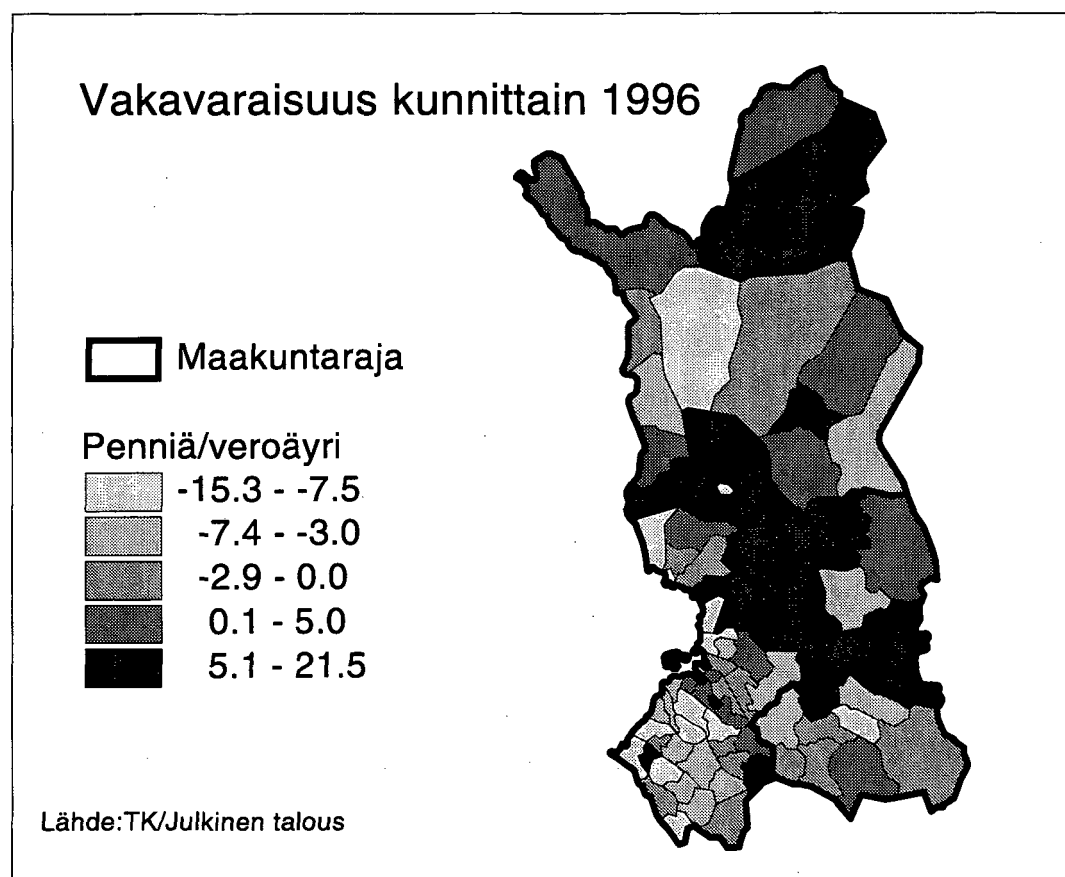 Vakavaraisuus kunnittain 1996
Maakuntaraja
Penniä/veroäyri
-15.3 - -7.5
-7.4 - -3.0
-2.9 - 0.0
0.1 - 5.0
5.1 - 21.5
Lähde:TK/Julkinen talous